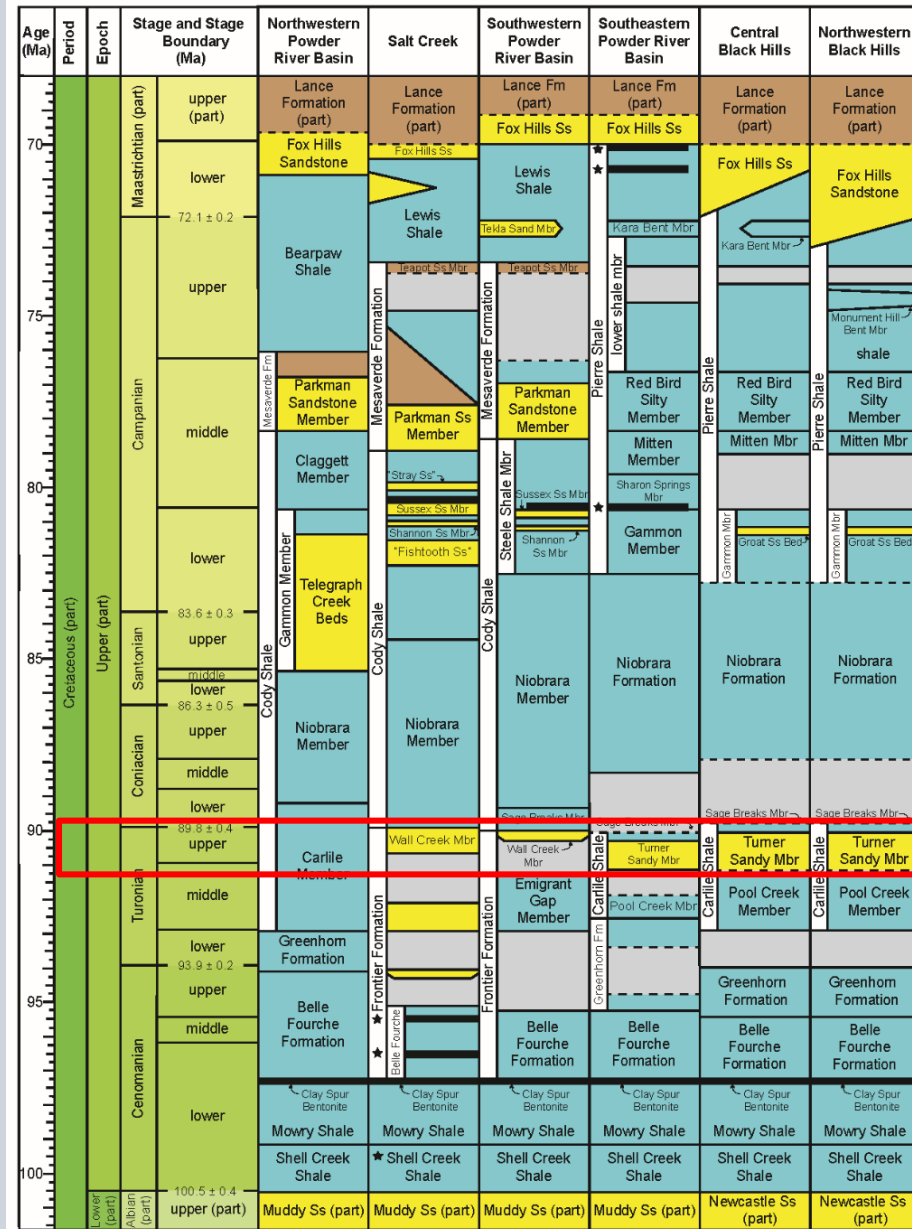 Age
(Ma)
Period
Epoch
Stage and Stage
Boundary
(Ma)
Northwestern
Powder
River Basin
Salt Creek
Southwestern
Powder
River Basin
Southeastern
Powder River
Basin
Central
Black Hills
Northwestern
Black Hills
70
75
80
85
90
95
100
Cretaceous (part)
Upper (part)
Lower
(part)
Maastrichtian (part)
Campanian
Santonian
Coniacian
Turonian
Cenomanian
Albian
(part)
upper
(part)
lower
72.1 ± 0.2
upper
middle
lower
83.6 ± 0.3
upper
middle
lower
86.3 ± 0.5
upper
middle
lower
89.8 ± 0.4
upper
middle
lower
93.9 ± 0.2
upper
middle
lower
100.5 ± 0.4
upper (part)
Lance
Formation
(part)
Fox Hills
Sandstone
Bearpaw
Shale
Mesaverde Fm
Parkman
Sandstone
Member
Claggett
Member
Gammon Member
Telegraph
Creek
Beds
Cody Shale
Niobrara
Member
Carlile
Member
Greenhorn
Formation
Belle
Fourche
Formation
Clay Spur
Bentonite
Mowry Shale
Shell Creek
Shale
Muddy Ss (part)
Lance
Formation
(part)
Fox Hills Ss
Lewis
Shale
Teapot Ss Mbr
Mesaverde Formation
Parkman Ss
Member
"Stray Ss"
Sussex Ss Mbr
Shannon Ss Mbr
"Fishtooth Ss"
Cody Shale
Niobrara
Member
Wall Creek Mbr
Frontier Formation
Belle Fourche
Clay Spur
Bentonite
Mowry Shale
Shell Creek
Shale
Muddy Ss (part)
Lance Fm
(part)
Fox Hills Ss
Lewis
Shale
Tekla Sand Mbr
Teapot Ss Mbr
Mesaverde Formation
Parkman
Sandstone
Member
Steele Shale Mbr
Sussex Ss Mbr
Shannon
Ss Mbr
Cody Shale
Niobrara
Member
Sage Breaks Mbr
Wall Creek
Mbr
Emigrant
Gap
Member
Frontier Formation
Belle
Fourche
Formation
Clay Spur
Bentonite
Mowry Shale
Shell Creek
Shale
Muddy Ss (part)
Lance Fm
(part)
Fox Hills Ss
Kara Bent Mbr
lower shale mbr
Pierre Shale
Red Bird
Silty
Member
Mitten
Member
Sharon Springs
Mbr
Gammon
Member
Niobrara
Formation
Sage Breaks Mbr
Carlile Shale
Turner
Sandy Mbr
Pool Creek Mbr
Greenhorn Fm
Belle
Fourche
Formation
Clay Spur
Bentonite
Mowry Shale
Shell Creek
Shale
Muddy Ss (part)
Lance
Formation
(part)
Fox Hills Ss
Kara Bent Mbr
Pierre Shale
Red Bird
Silty
Member
Mitten Mbr
Gammon Mbr
Groat Ss Bed
Niobrara
Formation
Sage Breaks Mbr
Carlile Shale
Turner
Sandy Mbr
Pool Creek
Member
Greenhorn
Formation
Belle
Fourche
Formation
Clay Spur
Bentonite
Mowry Shale
Shell Creek
Shale
Newcastle Ss
(part)
Lance
Formation
(part)
Fox Hills
Sandstone
Monument Hill
Bent Mbr
shale
Pierre Shale
Red Bird
Silty
Member
Mitten Mbr
Gammon Mbr
Groat Ss Bed
Niobrara
Formation
Sage Breaks Mbr
Carlile Shale
Turner
Sandy Mbr
Pool Creek
Member
Greenhorn
Formation
Belle
Fourche
Formation
Clay Spur
Bentonite
Mowry Shale
Shell Creek
Shale
Newcastle Ss
(part)